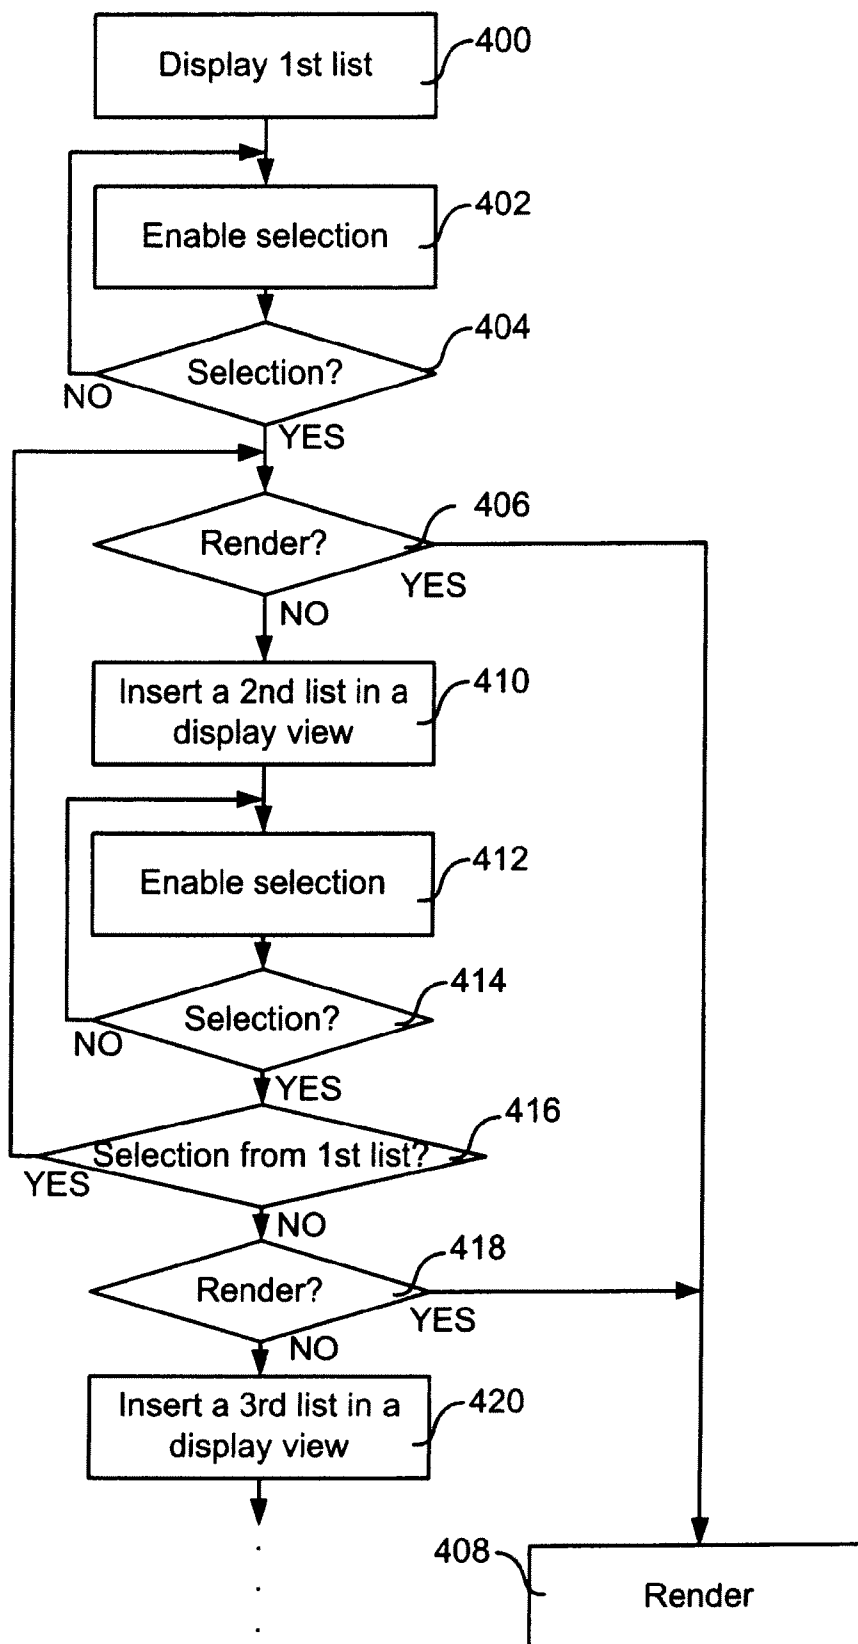 Display 1st list
400
Enable selection
402
Selection?
404
NO
YES
Render?
406
YES
NO
Insert a 2nd list in a
display view
410
Enable selection
412
Selection?
414
NO
YES
Selection from 1st list?
416
YES
NO
Render?
418
YES
NO
Insert a 3rd list in a
display view
420
408
Render